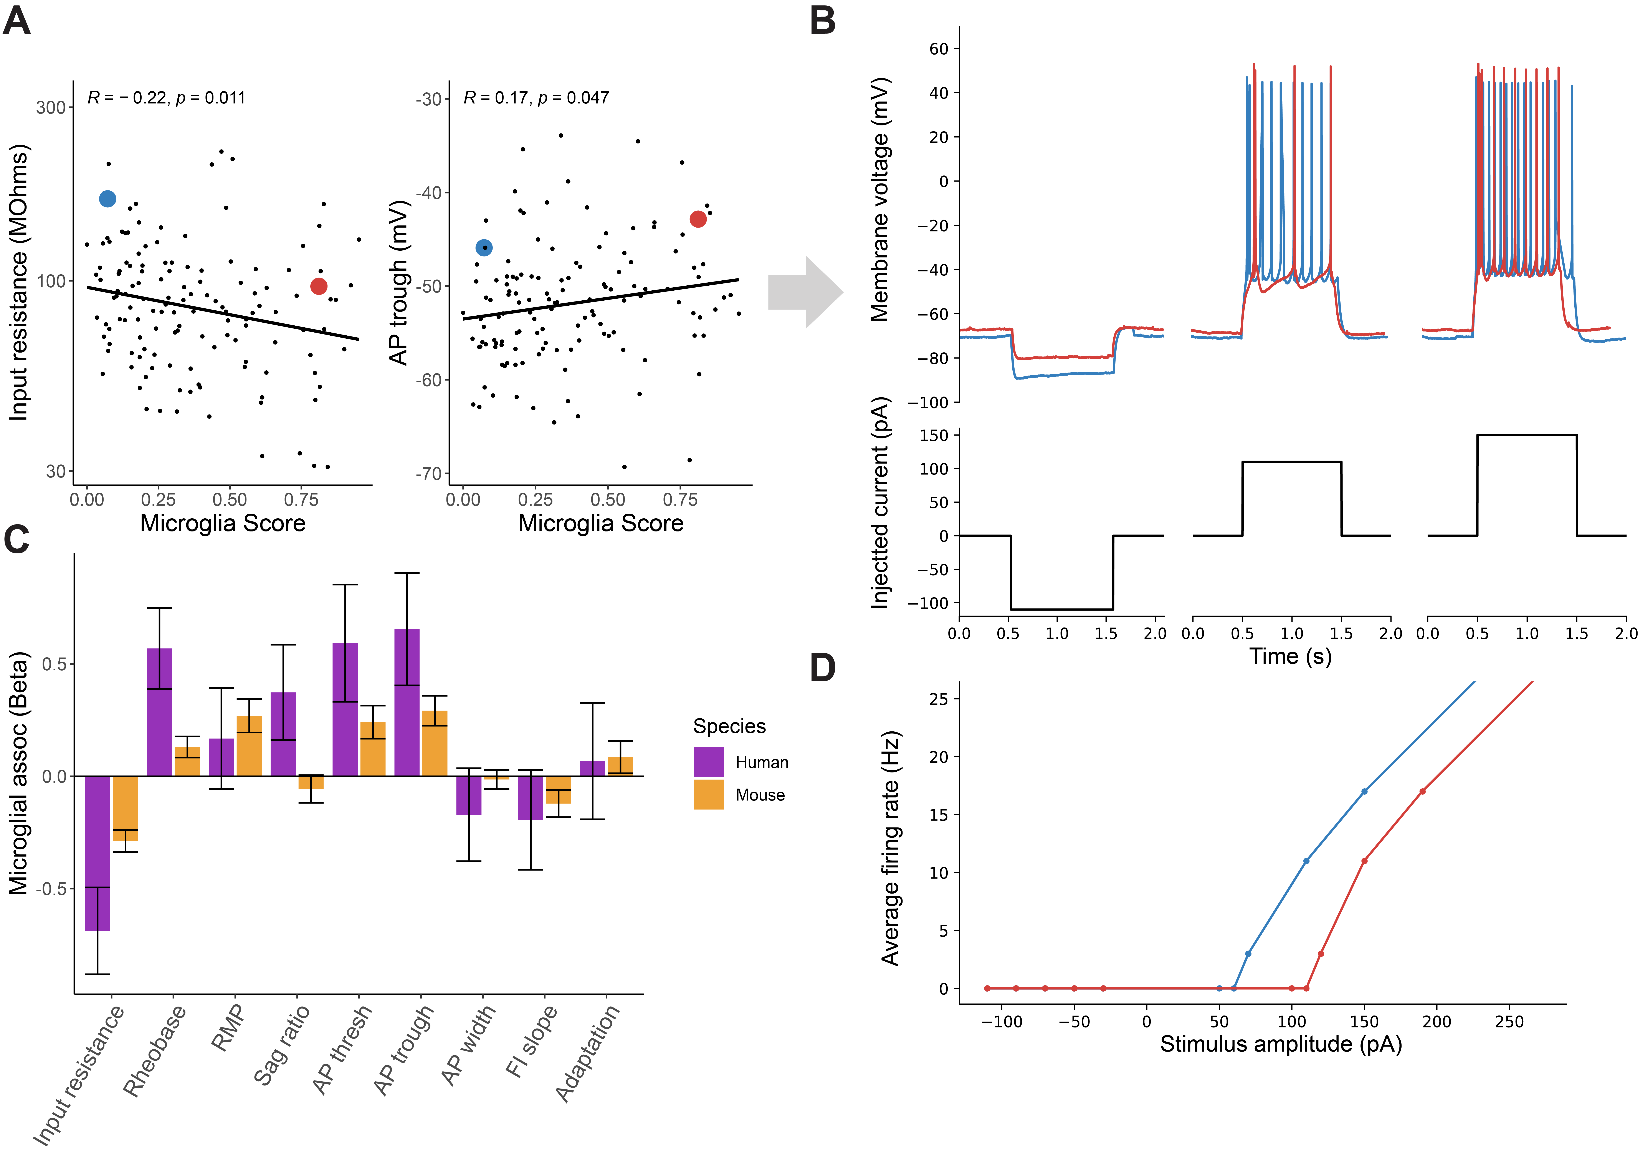 A
R = −0.22, p = 0.011
300
100
30
Input resistance (MOhms)
0.00 0.25 0.50 0.75
Microglia Score
R = 0.17, p = 0.047
-30
-40
-50
-60
-70
AP trough (mV)
0.00 0.25 0.50 0.75
Microglia Score
B
60
40
20
0
−20
−40
−60
−80
−100
Membrane voltage (mV)
150
100
50
0
−50
−100
Injectted current (pA)
0.0 0.5 1.0 1.5 2.0 0.0 0.5 1.0 1.5 2.0 0.0 0.5 1.0 1.5 2.0
Time (s)
C
0.5
0.0
-0.5
Microglial assoc (Beta)
Input resistance
Rheobase
RMP
Sag ratio
AP thresh
AP trough
AP width
FI slope
Adaptation
Species
Human
Mouse
D
25
20
15
10
5
0
Average firing rate (Hz)
−100 −50 0 50 100 150 200 250
Stimulus amplitude (pA)